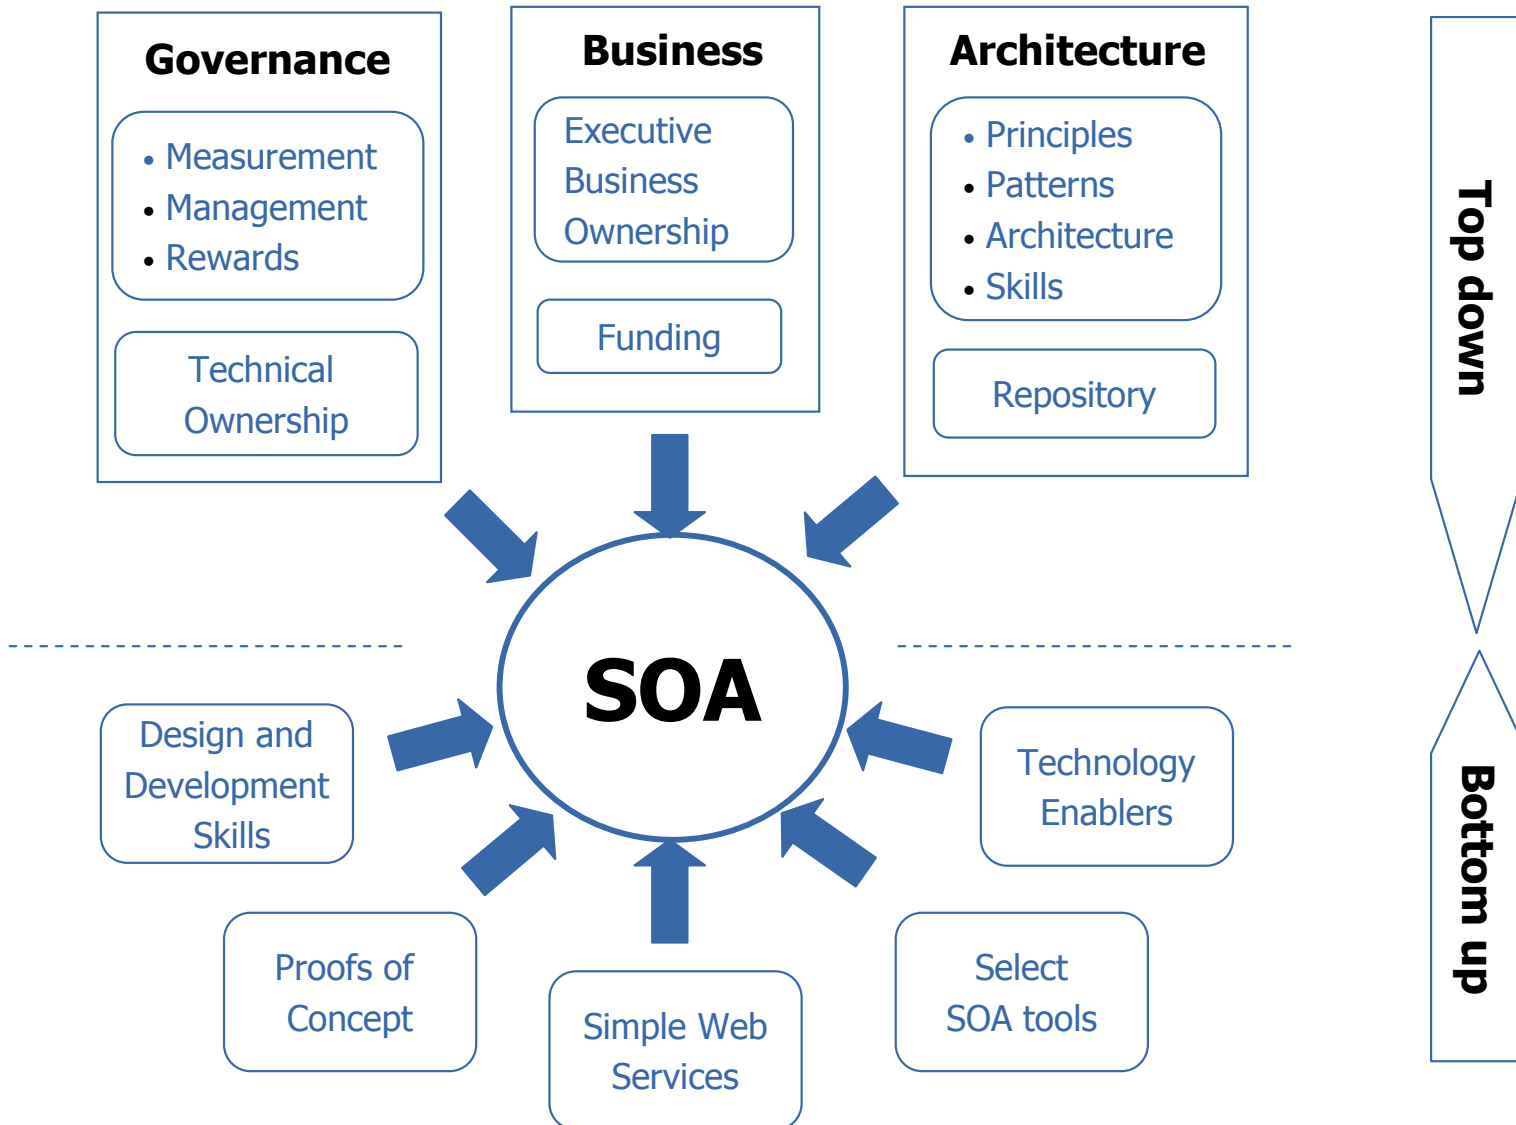 Governance
• Measurement
• Management
• Rewards
Technical
Ownership
Business
Executive
Business
Ownership
Funding
Architecture
• Principles
• Patterns
• Architecture
• Skills
Repository
Top down
SOA
Design and
Development
Skills
Proofs of
Concept
Simple Web
Services
Select
SOA tools
Technology
Enablers
Bottom up